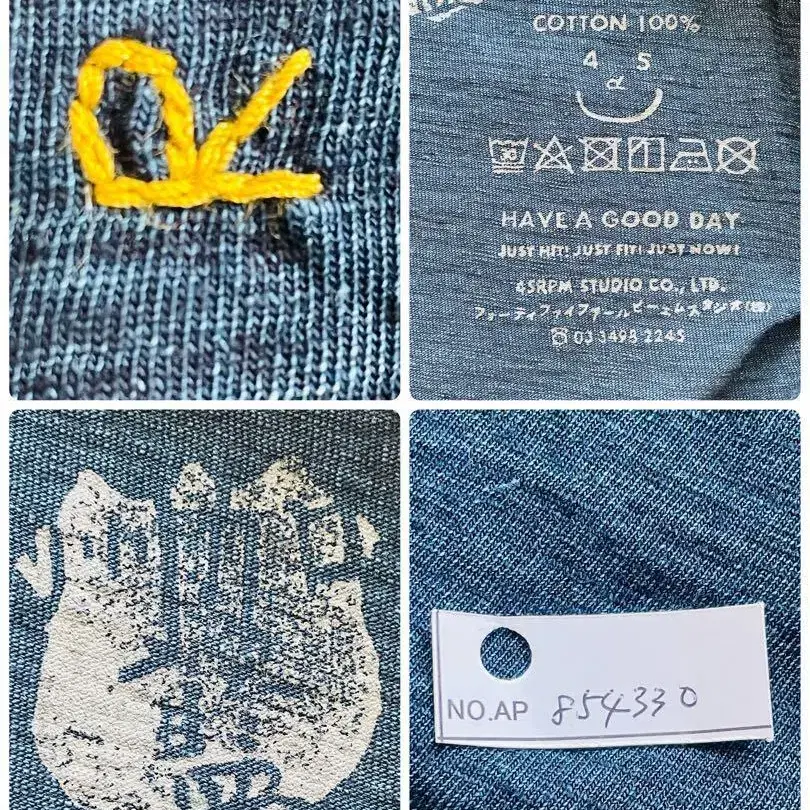 R
COTTON 100%
4 5
R
30
HAVE A GOOD DAY
JUST HIT! JUST FIT! JUST NOW!
45RPM STUDIO CO., LTD.
フォーティファイブアールピーエムスタジオ(株)
☎ 03 3498 2245
NO.AP 854330